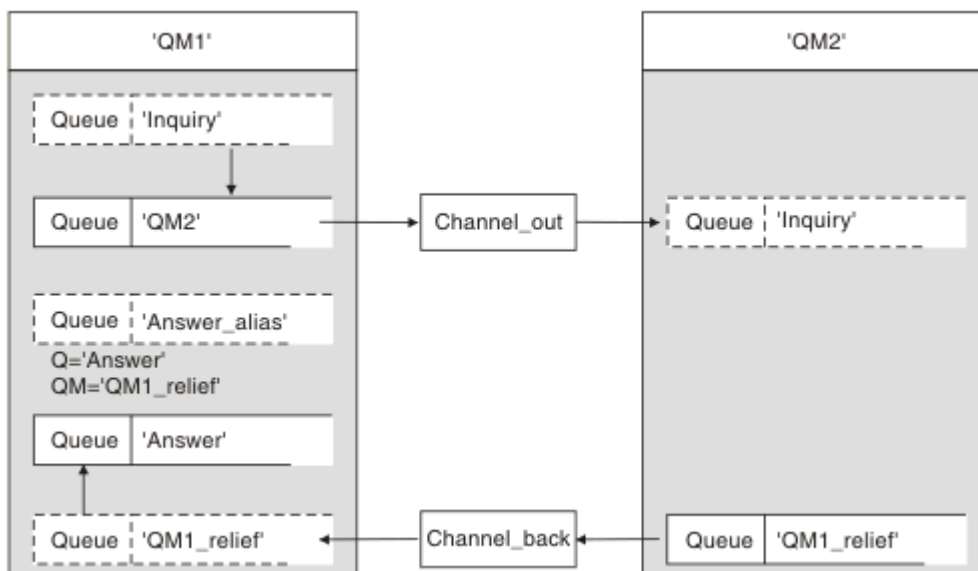 'QM1'
'QM2'
Queue 'Inquiry'
Queue 'QM2'
Channel_out
Queue 'Inquiry'
Queue 'Answer_alias'
Q='Answer'
QM='QM1_relief'
Queue 'Answer'
Queue 'QM1_relief'
Channel_back
Queue 'QM1_relief'